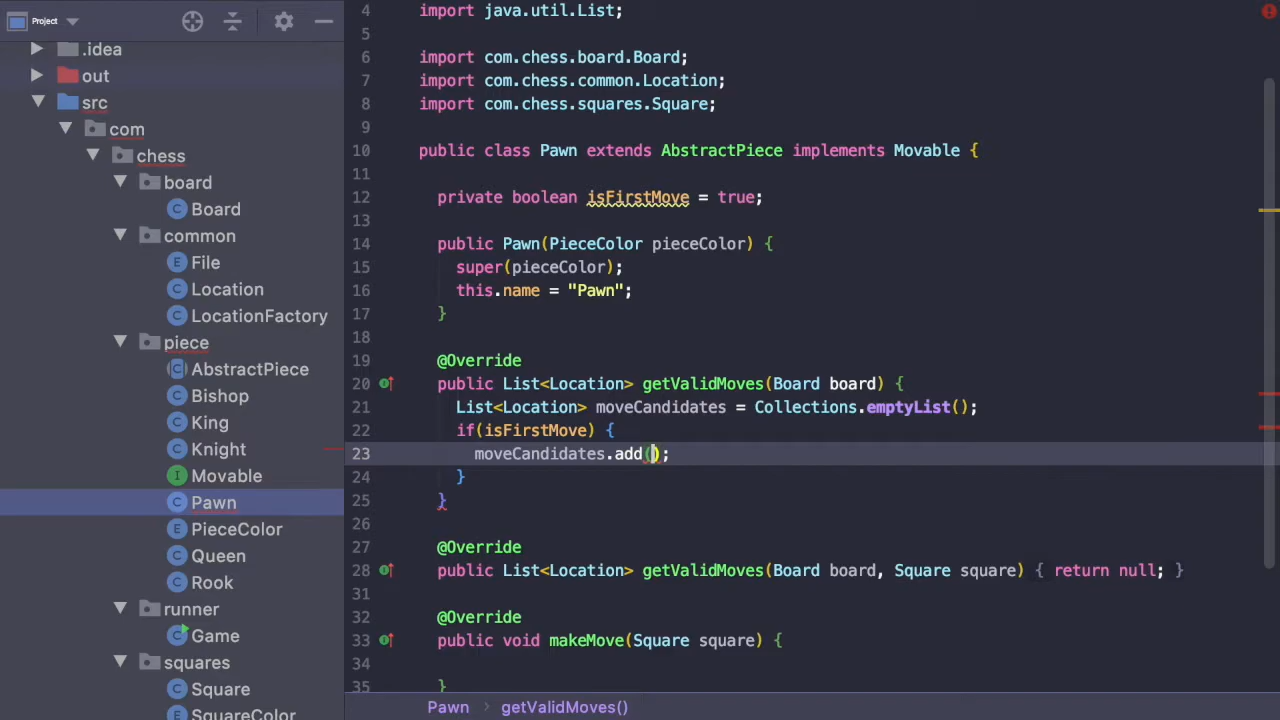 Project
.idea
out
src
com
chess
board
Board
common
File
Location
LocationFactory
piece
AbstractPiece
Bishop
King
Knight
Movable
Pawn
PieceColor
Queen
Rook
runner
Game
squares
Square
SquareColor
4 import java.util.List;
5
6 import com.chess.board.Board;
7 import com.chess.common.Location;
8 import com.chess.squares.Square;
9
10 public class Pawn extends AbstractPiece implements Movable {
11
12 private boolean isFirstMove = true;
13
14 public Pawn(PieceColor pieceColor) {
15 super(pieceColor);
16 this.name = "Pawn";
17 }
18
19 @Override
20 public List<Location> getValidMoves(Board board) {
21 List<Location> moveCandidates = Collections.emptyList();
22 if(isFirstMove) {
23 moveCandidates.add();
24 }
25 }
26
27 @Override
28 public List<Location> getValidMoves(Board board, Square square) { return null; }
31
32 @Override
33 public void makeMove(Square square) {
34
35 }
Pawn > getValidMoves()